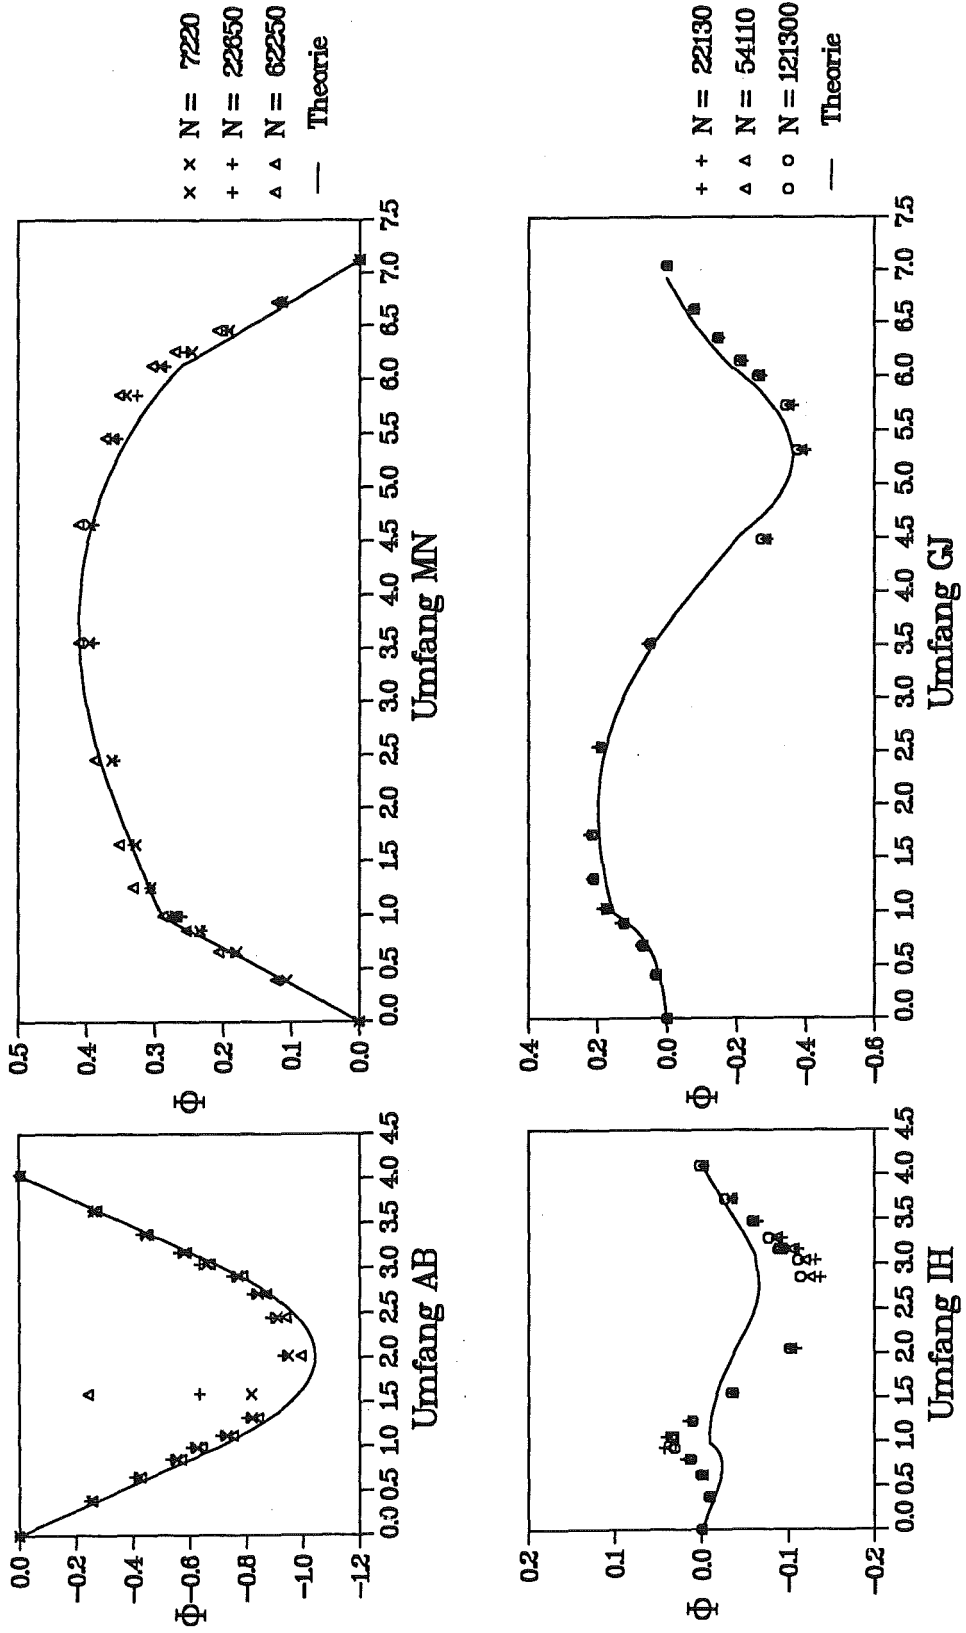 0.0
-0.2
-0.4
-0.6
-0.8
-1.0
-1.2
Φ
0.0 0.5 1.0 1.5 2.0 2.5 3.0 3.5 4.0 4.5
Umfang AB
0.5
0.4
0.3
0.2
0.1
0.0
Φ
0.0 0.5 1.0 1.5 2.0 2.5 3.0 3.5 4.0 4.5 5.0 5.5 6.0 6.5 7.0 7.5
Umfang MN
× × N = 7220
+ + N = 22650
Δ Δ N = 62250
— Theorie
0.2
0.1
0.0
-0.1
-0.2
Φ
0.0 0.5 1.0 1.5 2.0 2.5 3.0 3.5 4.0 4.5
Umfang IH
0.4
0.2
0.0
-0.2
-0.4
-0.6
Φ
0.0 0.5 1.0 1.5 2.0 2.5 3.0 3.5 4.0 4.5 5.0 5.5 6.0 6.5 7.0 7.5
Umfang GJ
+ + N = 22130
Δ Δ N = 54110
o o N = 121300
— Theorie